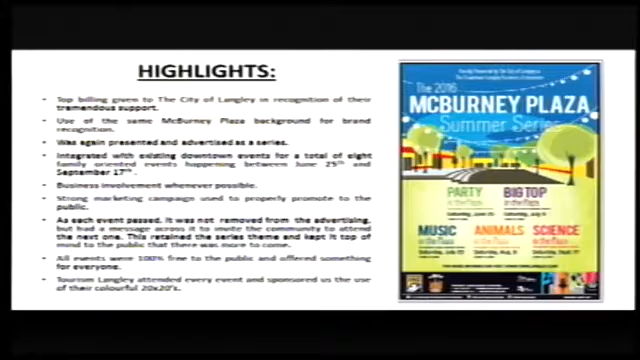 HIGHLIGHTS:
• Top billing given to The City of Langley in recognition of their
tremendous support.
• Use of the same McBurney Plaza background for brand
recognition.
• Was again presented and advertised as a series.
• Integrated with existing downtown events for a total of eight
family oriented events happening between June 25th and
September 17th.
• Business involvement whenever possible.
• Strong marketing campaign used to properly promote to the
public.
• As each event passed, it was not removed from the advertising,
but had a message across it to invite the community to attend
the next one. This retained the series theme and kept it top of
mind to the public that there was more to come.
• All events were 100% free to the public and offered something
for everyone.
• Tourism Langley attended every event and sponsored us the use
of their colourful 20x20's.
The 2016
MCBURNEY PLAZA
Summer Series
PARTY
in the Plaza
BIG TOP
in the Plaza
MUSIC
in the Plaza
ANIMALS
in the Plaza
SCIENCE
in the Plaza